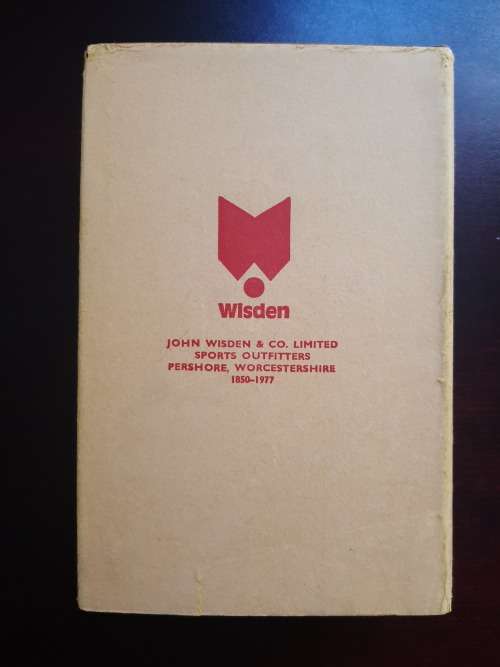 Wisden
JOHN WISDEN & CO. LIMITED
SPORTS OUTFITTERS
PERSHORE, WORCESTERSHIRE
1850–1977